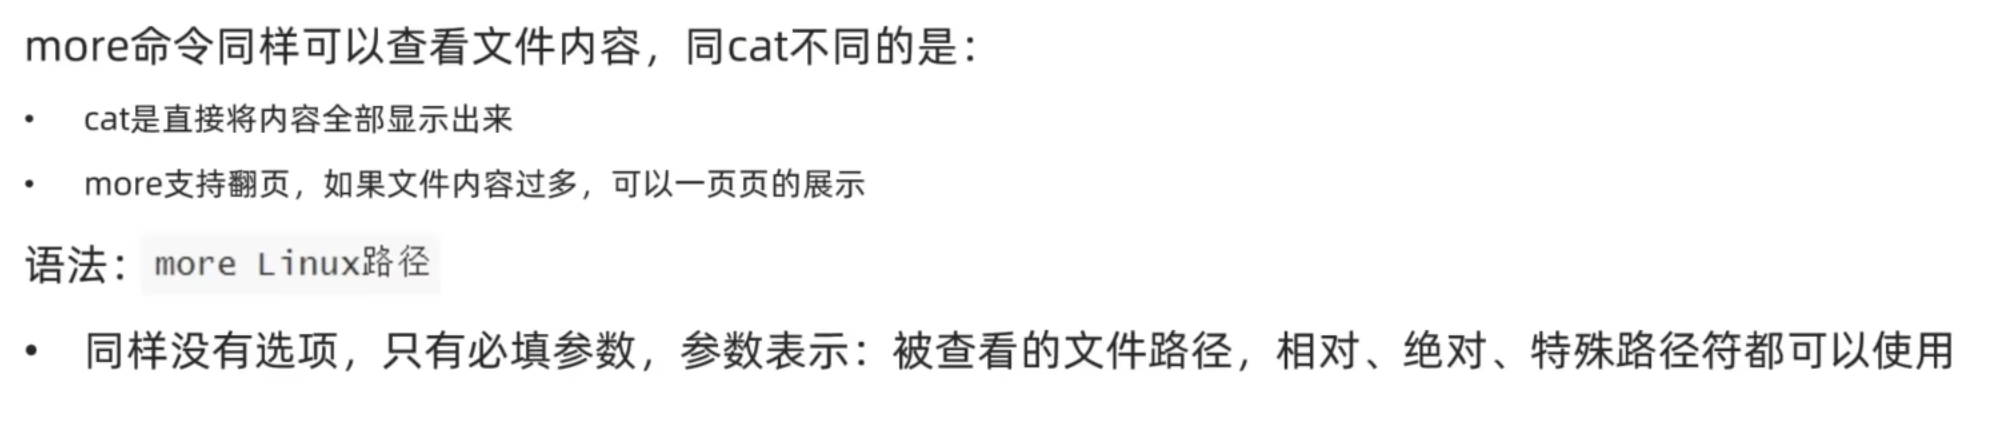 more命令同样可以查看文件内容，同cat不同的是：
• cat是直接将内容全部显示出来
• more支持翻页，如果文件内容过多，可以一页页的展示
语法：more Linux路径
• 同样没有选项，只有必填参数，参数表示：被查看的文件路径，相对、绝对、特殊路径符都可以使用